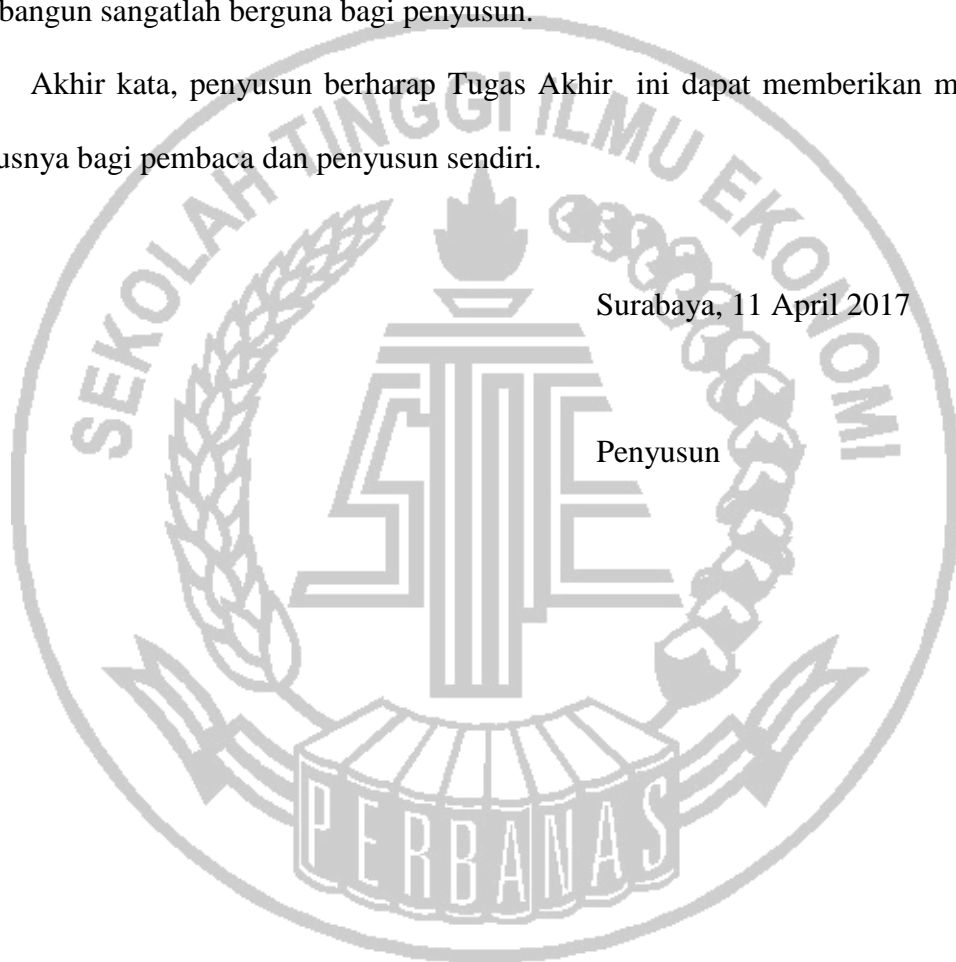 bangun sangatlah berguna bagi penyusun.
Akhir kata, penyusun berharap Tugas Akhir ini dapat memberikan m
usnya bagi pembaca dan penyusun sendiri.
SEKOLAH TINGGI ILMU EKONOMI
Surabaya, 11 April 2017
Penyusun
STIE
PERBANAS